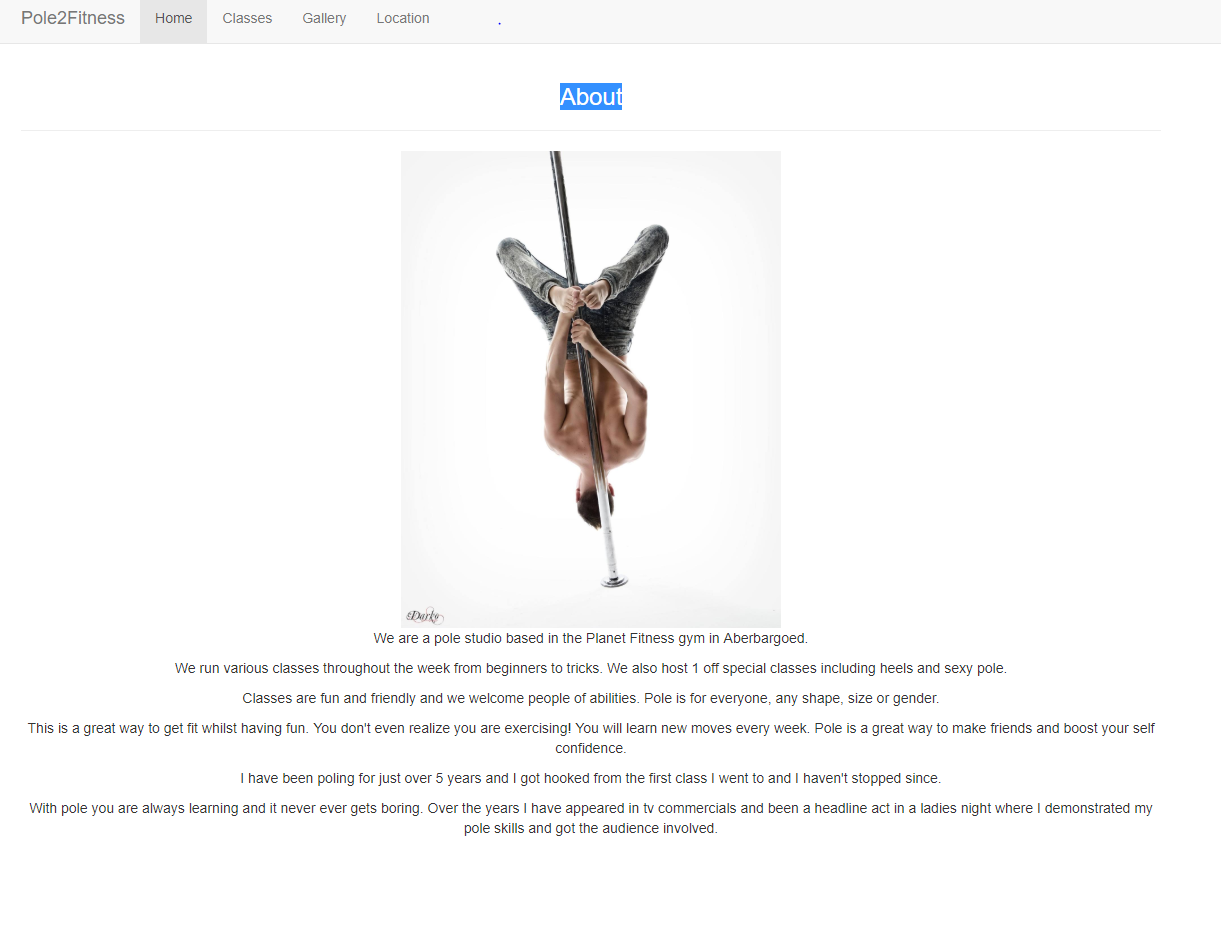 Pole2Fitness Home Classes Gallery Location .
About
©Darko
We are a pole studio based in the Planet Fitness gym in Aberbargoed.
We run various classes throughout the week from beginners to tricks. We also host 1 off special classes including heels and sexy pole.
Classes are fun and friendly and we welcome people of abilities. Pole is for everyone, any shape, size or gender.
This is a great way to get fit whilst having fun. You don't even realize you are exercising! You will learn new moves every week. Pole is a great way to make friends and boost your self
confidence.
I have been poling for just over 5 years and I got hooked from the first class I went to and I haven't stopped since.
With pole you are always learning and it never ever gets boring. Over the years I have appeared in tv commercials and been a headline act in a ladies night where I demonstrated my
pole skills and got the audience involved.